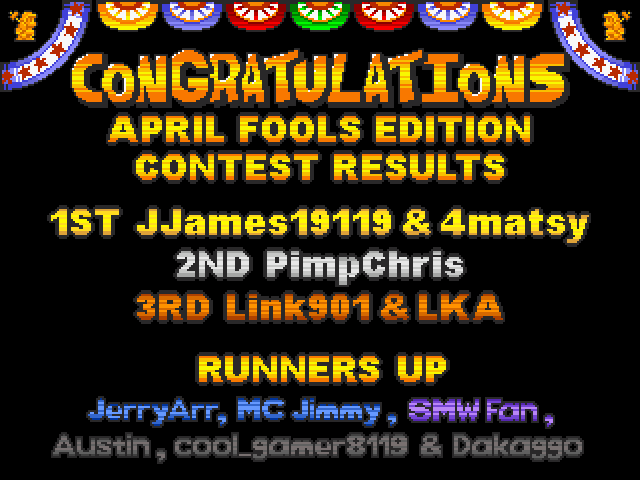 CONGRATULATIONS
APRIL FOOLS EDITION
CONTEST RESULTS
1ST JJames19119 & 4matsy
2ND PimpChris
3RD Link901 & LKA
RUNNERS UP
JerryArr, MC Jimmy, SMW Fan,
Austin, cool_gamer8119 & Dakaggo